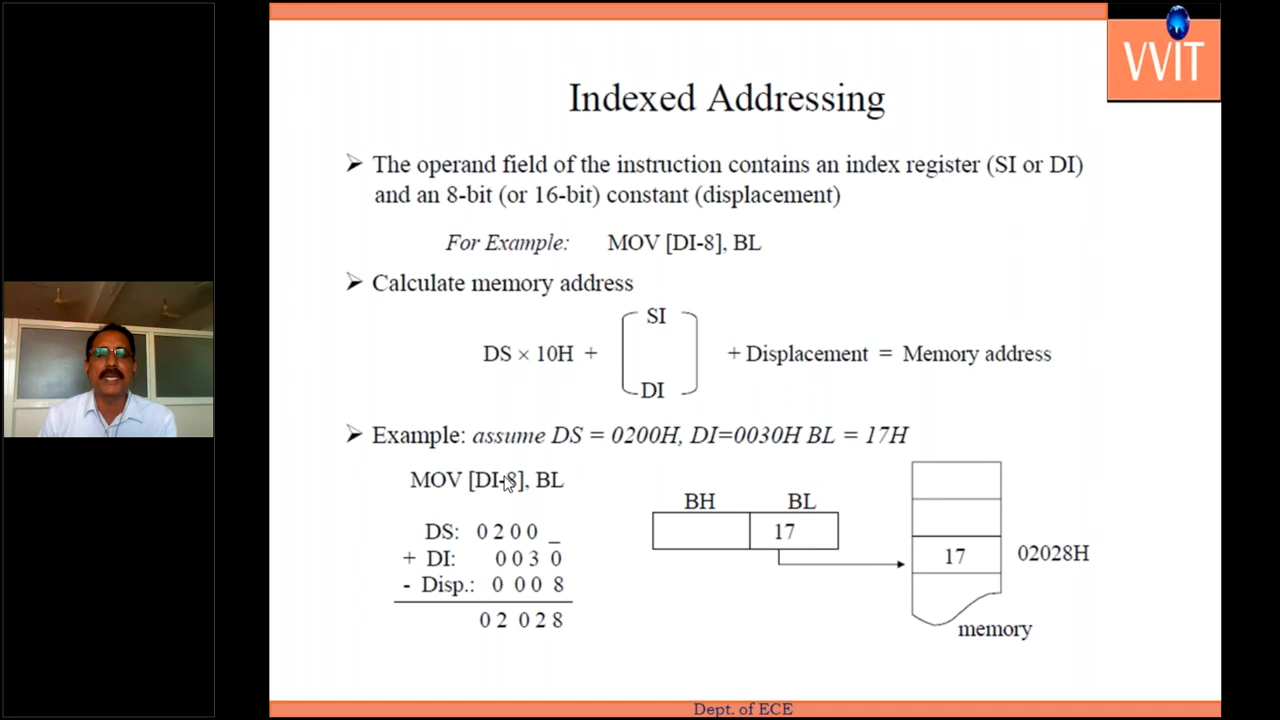 VVIT
Indexed Addressing
➢ The operand field of the instruction contains an index register (SI or DI)
and an 8-bit (or 16-bit) constant (displacement)
For Example: MOV [DI-8], BL
➢ Calculate memory address
SI
DS × 10H + + Displacement = Memory address
DI
➢ Example: assume DS = 0200H, DI=0030H BL = 17H
MOV [DI-8], BL
BH BL
DS: 0 2 0 0 _
17
+ DI: 0 0 3 0
17 02028H
- Disp.: 0 0 0 8
0 2 0 2 8
memory
Dept. of ECE